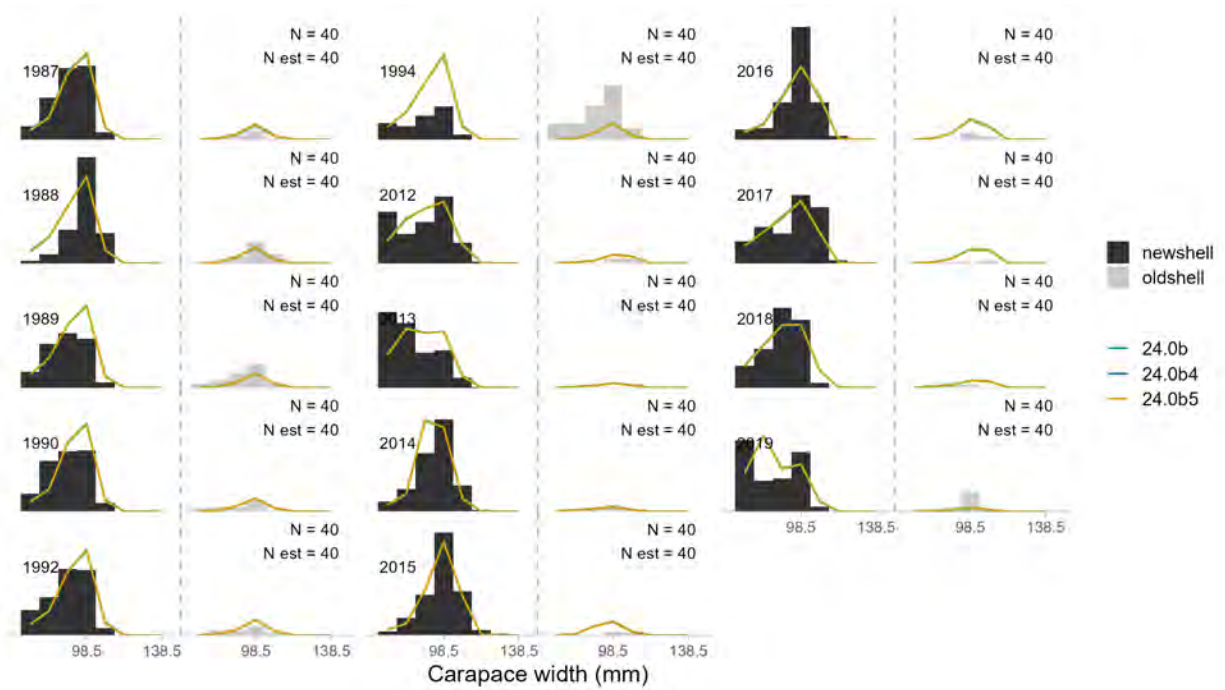 N = 40
N est = 40
1987
N = 40
N est = 40
1994
N = 40
N est = 40
2016
N = 40
N est = 40
1988
N = 40
N est = 40
2012
N = 40
N est = 40
2017
N = 40
N est = 40
1989
N = 40
N est = 40
2013
N = 40
N est = 40
2018
N = 40
N est = 40
1990
N = 40
N est = 40
2014
N = 40
N est = 40
2019
98.5 138.5 98.5 138.5
N = 40
N est = 40
1992
N = 40
N est = 40
2015
98.5 138.5 98.5 138.5 98.5 138.5 98.5 138.5
Carapace width (mm)
newshell
oldshell
24.0b
24.0b4
24.0b5